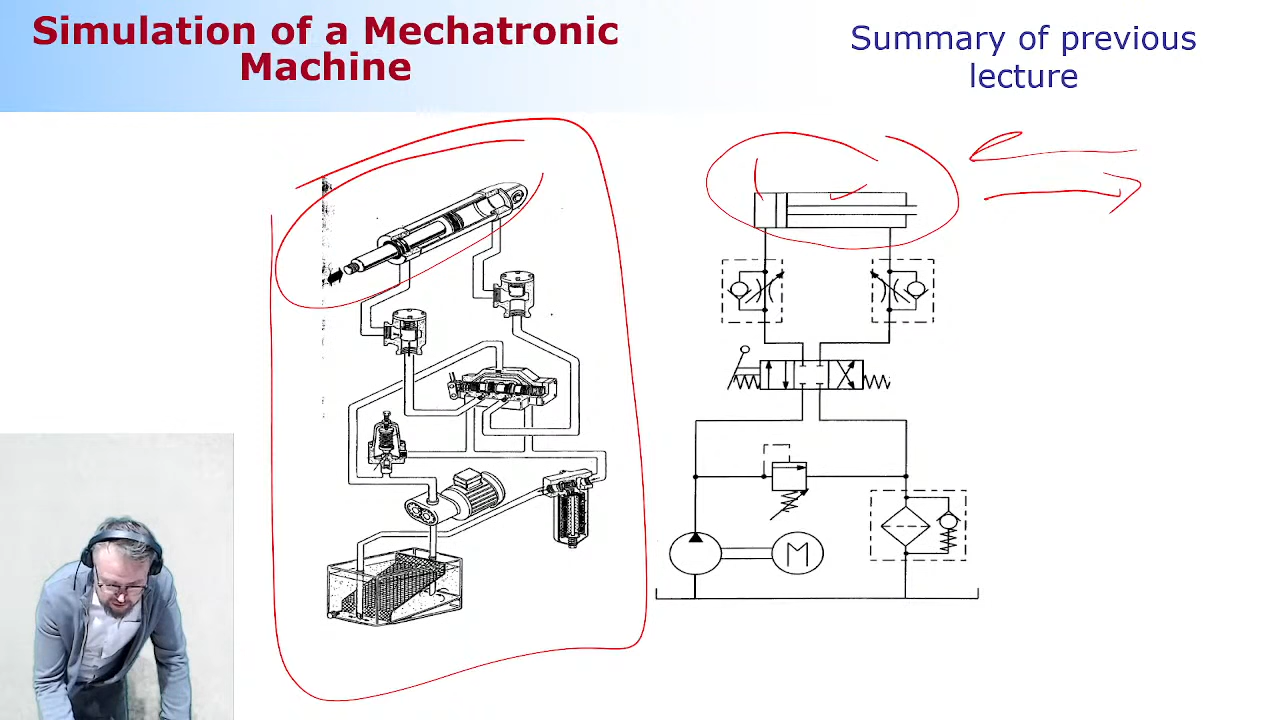 Simulation of a Mechatronic
Machine
Summary of previous
lecture
M